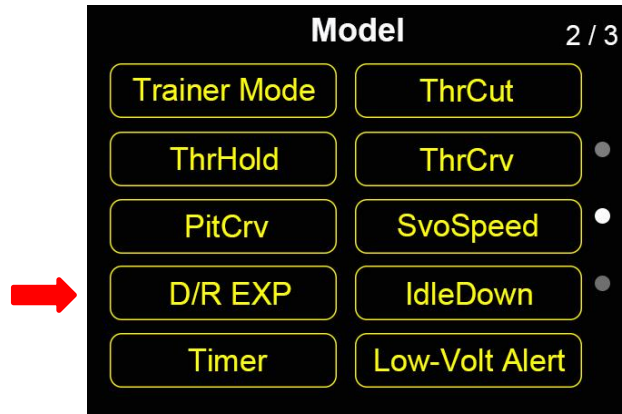 Model 2 / 3
Trainer Mode ThrCut
ThrHold ThrCrv
PitCrv SvoSpeed
D/R EXP IdleDown
Timer Low-Volt Alert